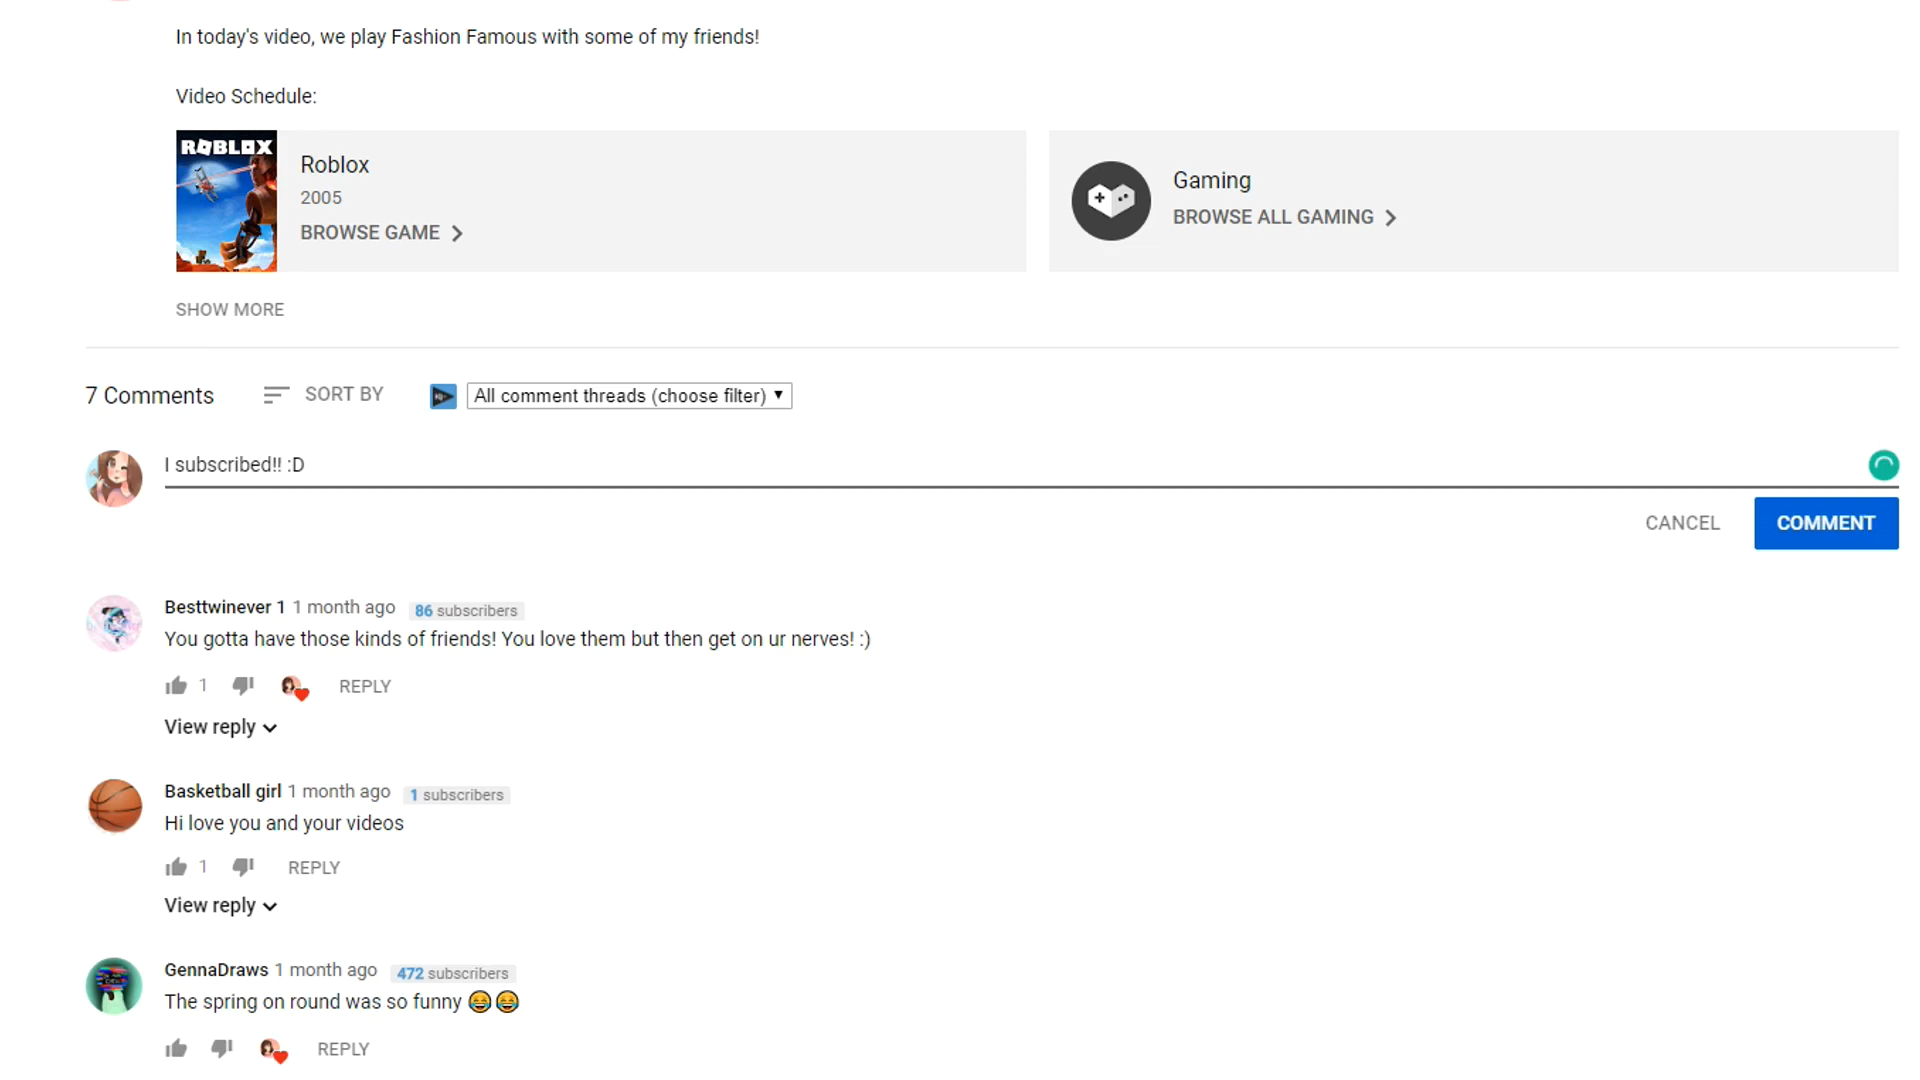 In today's video, we play Fashion Famous with some of my friends!
Video Schedule:
ROBLOX
Roblox
2005
BROWSE GAME
Gaming
BROWSE ALL GAMING
SHOW MORE
7 Comments
SORT BY
All comment threads (choose filter)
I subscribed!! :D
CANCEL
COMMENT
Besttwinever 1 1 month ago 86 subscribers
You gotta have those kinds of friends! You love them but then get on ur nerves! :)
1
REPLY
View reply
Basketball girl 1 month ago 1 subscribers
Hi love you and your videos
1
REPLY
View reply
GennaDraws 1 month ago 472 subscribers
The spring on round was so funny 😂😂
REPLY